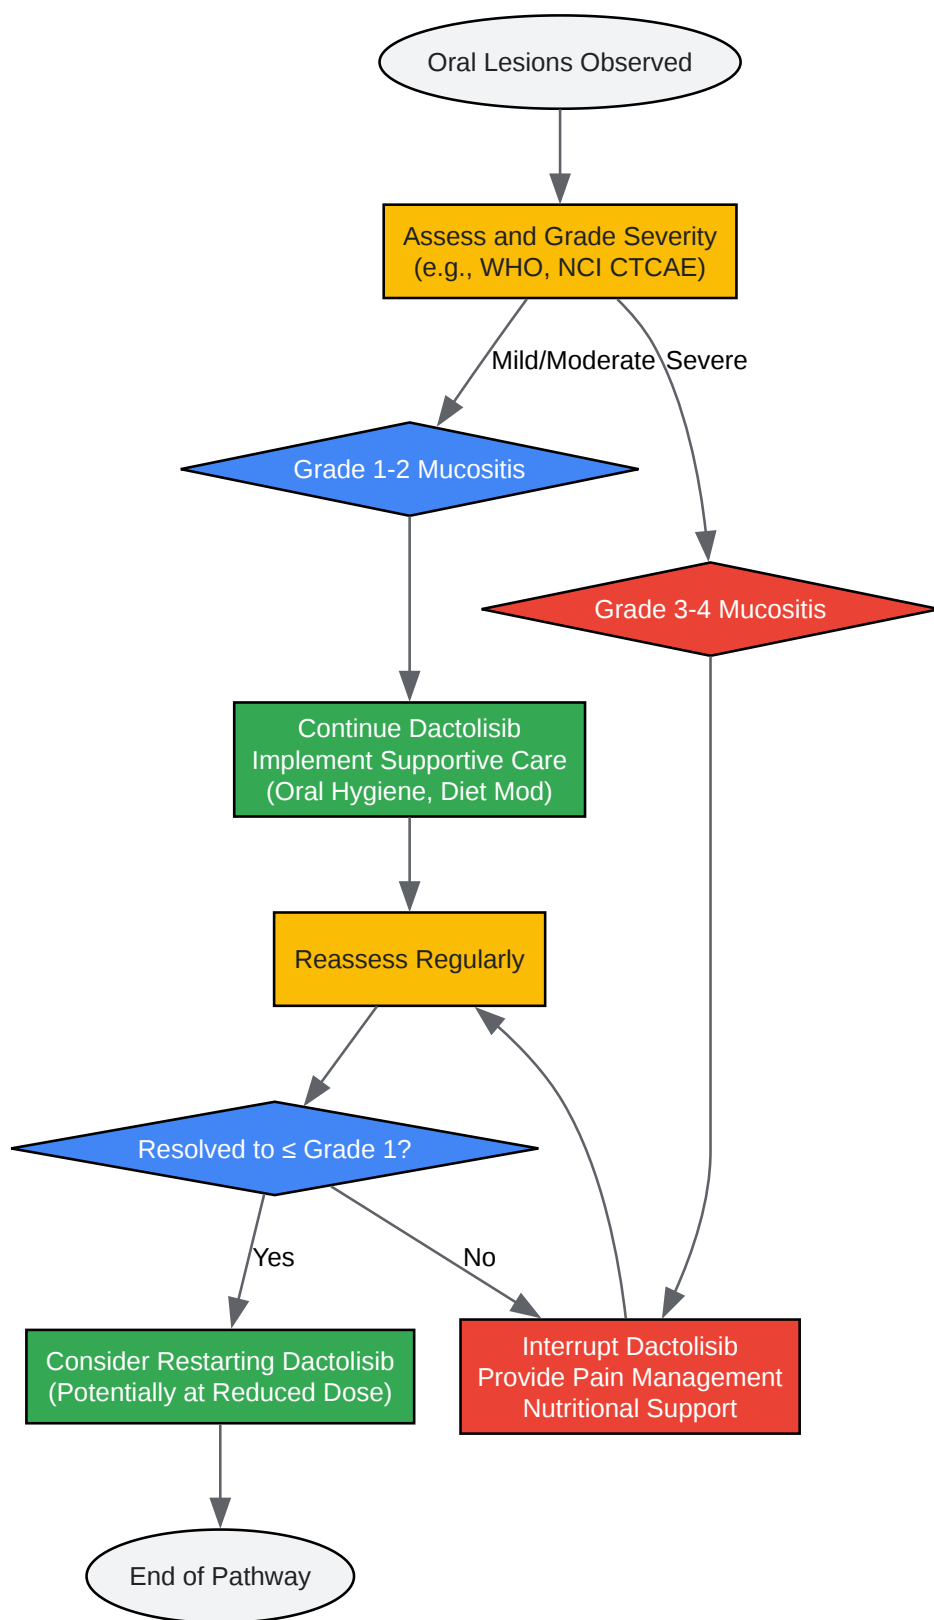 Oral Lesions Observed
Assess and Grade Severity
(e.g., WHO, NCI CTCAE)
Mild/Moderate
Severe
Grade 1-2 Mucositis
Grade 3-4 Mucositis
Continue Dactolisib
Implement Supportive Care
(Oral Hygiene, Diet Mod)
Reassess Regularly
Resolved to ≤ Grade 1?
Yes
No
Consider Restarting Dactolisib
(Potentially at Reduced Dose)
Interrupt Dactolisib
Provide Pain Management
Nutritional Support
End of Pathway